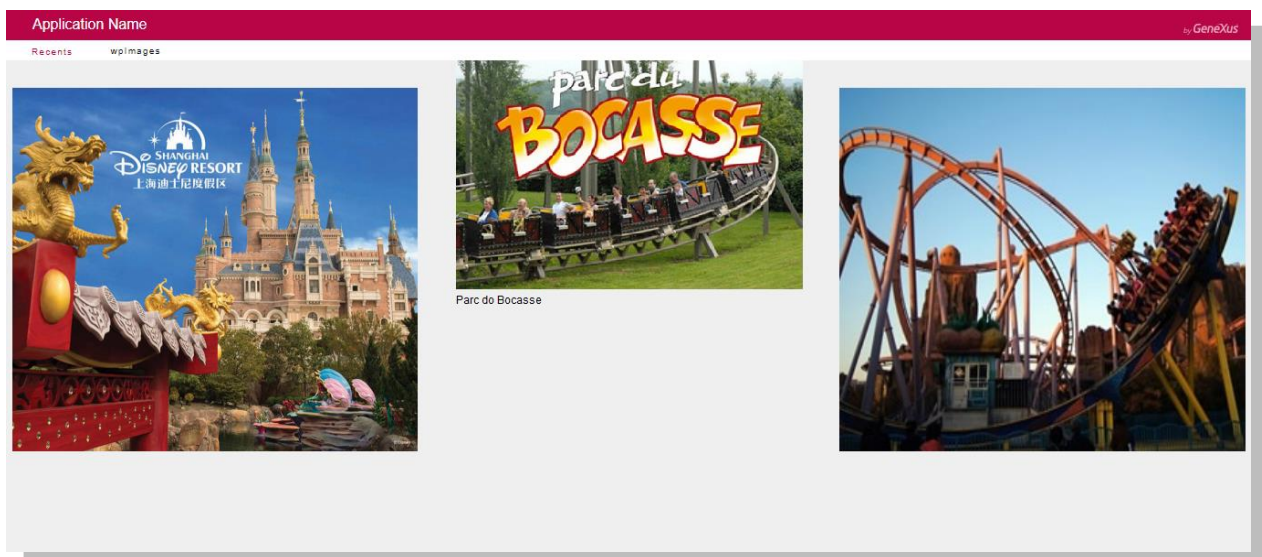 Application Name
by GeneXus
Recents wpImages
SHANGHAI
Disney RESORT
上海迪士尼度假区
parc du
BOCASSE
Parc do Bocasse
©Disney